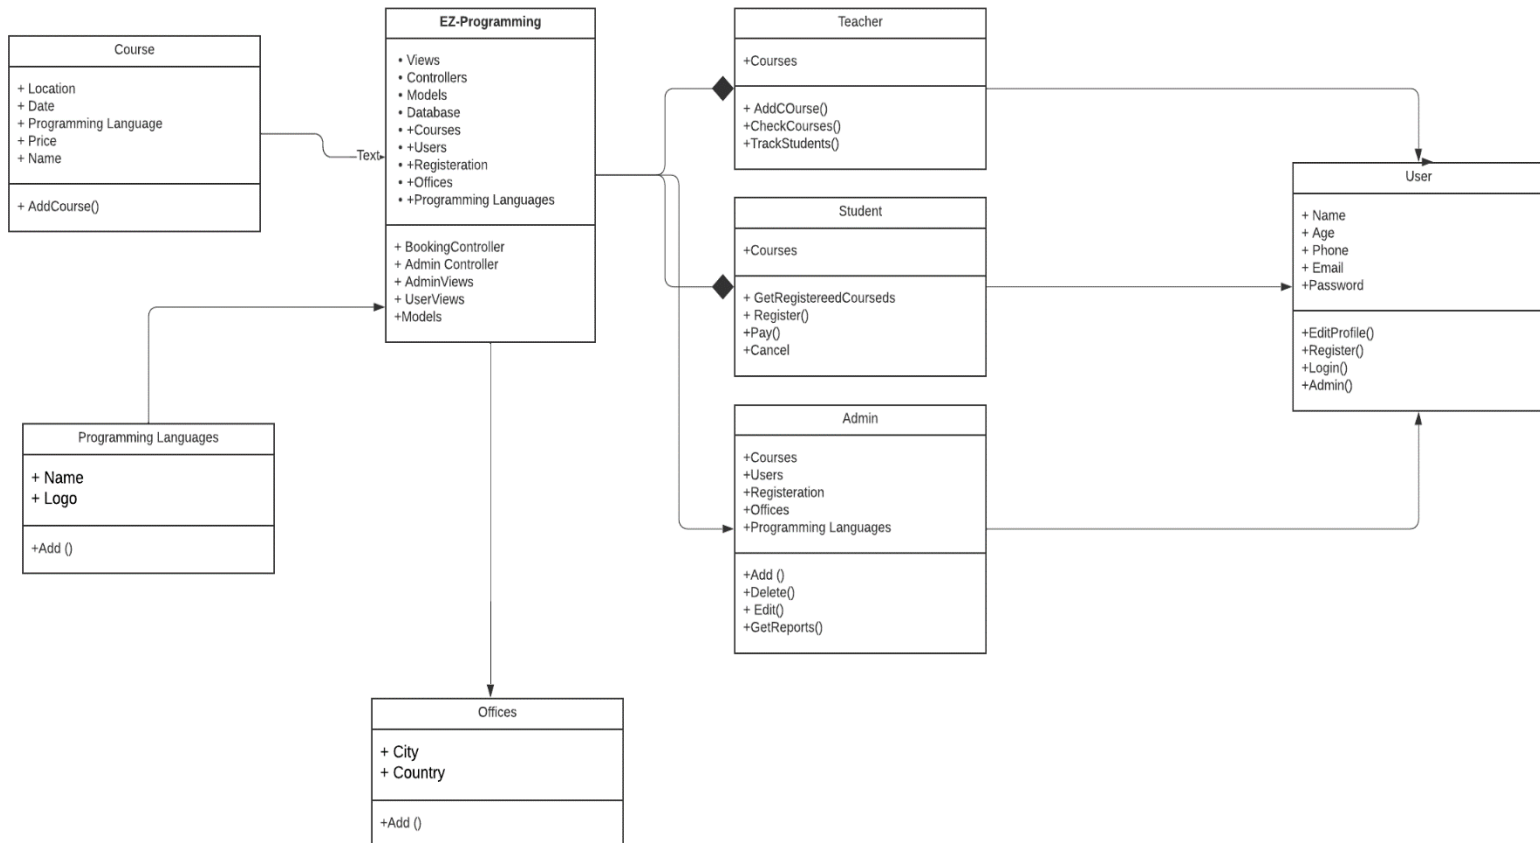 Course
+ Location
+ Date
+ Programming Language
+ Price
+ Name
+ AddCourse()
Text
EZ-Programming
• Views
• Controllers
• Models
• Database
• +Courses
• +Users
• +Registeration
• +Offices
• +Programming Languages
+ BookingController
+ Admin Controller
+ AdminViews
+ UserViews
+Models
Programming Languages
+ Name
+ Logo
+Add ()
Offices
+ City
+ Country
+Add ()
Teacher
+Courses
+ AddCOurse()
+CheckCourses()
+TrackStudents()
Student
+Courses
+ GetRegistereedCourseds
+ Register()
+Pay()
+Cancel
Admin
+Courses
+Users
+Registeration
+Offices
+Programming Languages
+Add ()
+Delete()
+ Edit()
+GetReports()
User
+ Name
+ Age
+ Phone
+ Email
+Password
+EditProfile()
+Register()
+Login()
+Admin()